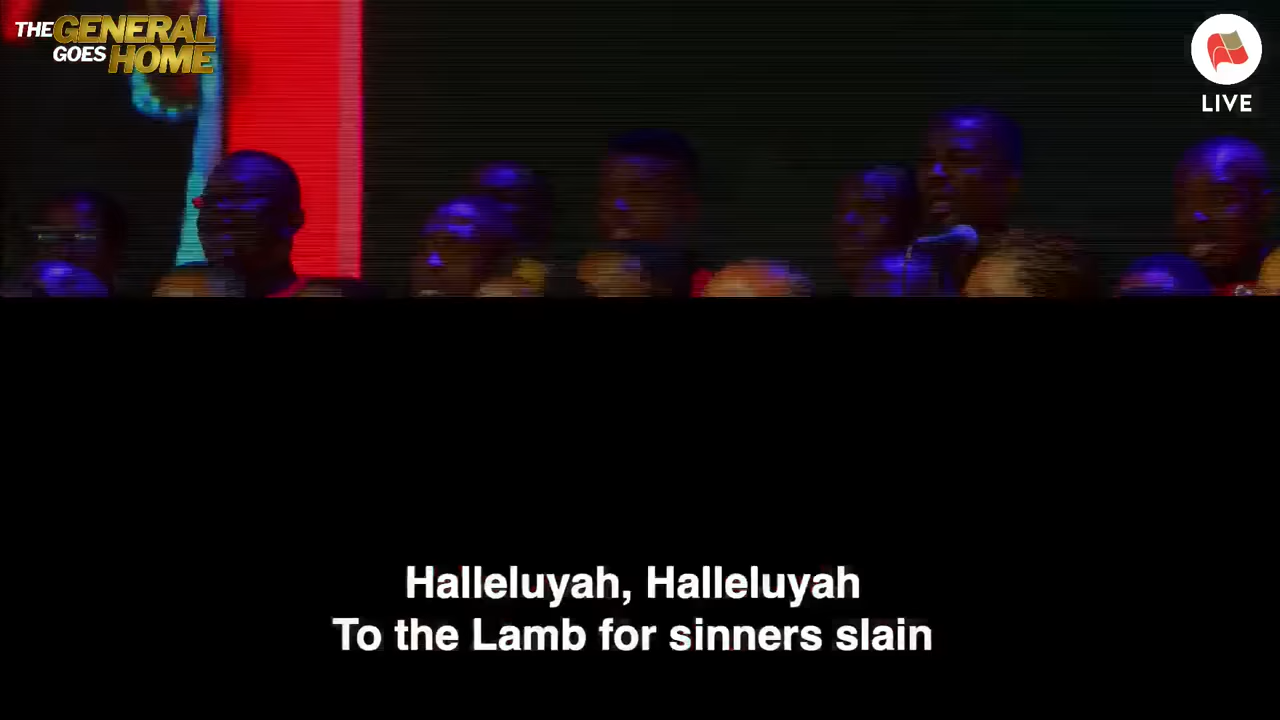 THE GENERAL
GOES HOME
LIVE
Halleluyah, Halleluyah
To the Lamb for sinners slain